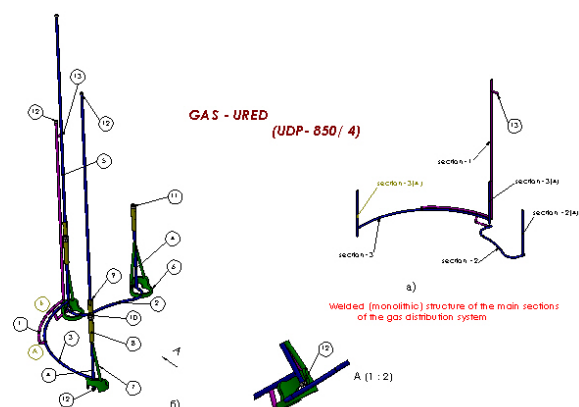 GAS - URED
(UDP- 850/ 4)
12
13
12
5
11
4
6
9
2
10
8
B
1
A
3
4
7
12
A
б)
12
A (1 : 2)
13
section-1
section-3(A)
section-3(A)
section-2(A)
section-3
section-2
а)
Welded (monolithic) structure of the main sections
of the gas distribution system